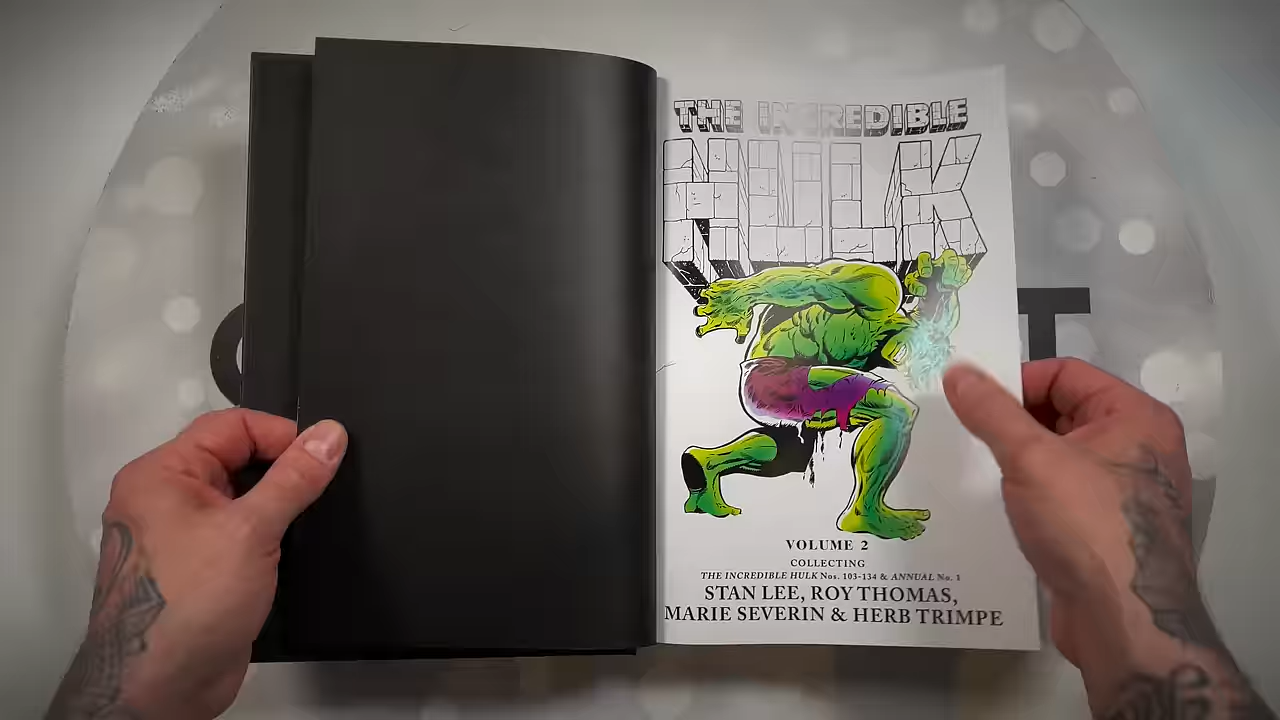 THE INCREDIBLE
HULK
VOLUME 2
COLLECTING
THE INCREDIBLE HULK Nos. 103-134 & ANNUAL No. 1
STAN LEE, ROY THOMAS,
MARIE SEVERIN & HERB TRIMPE
T